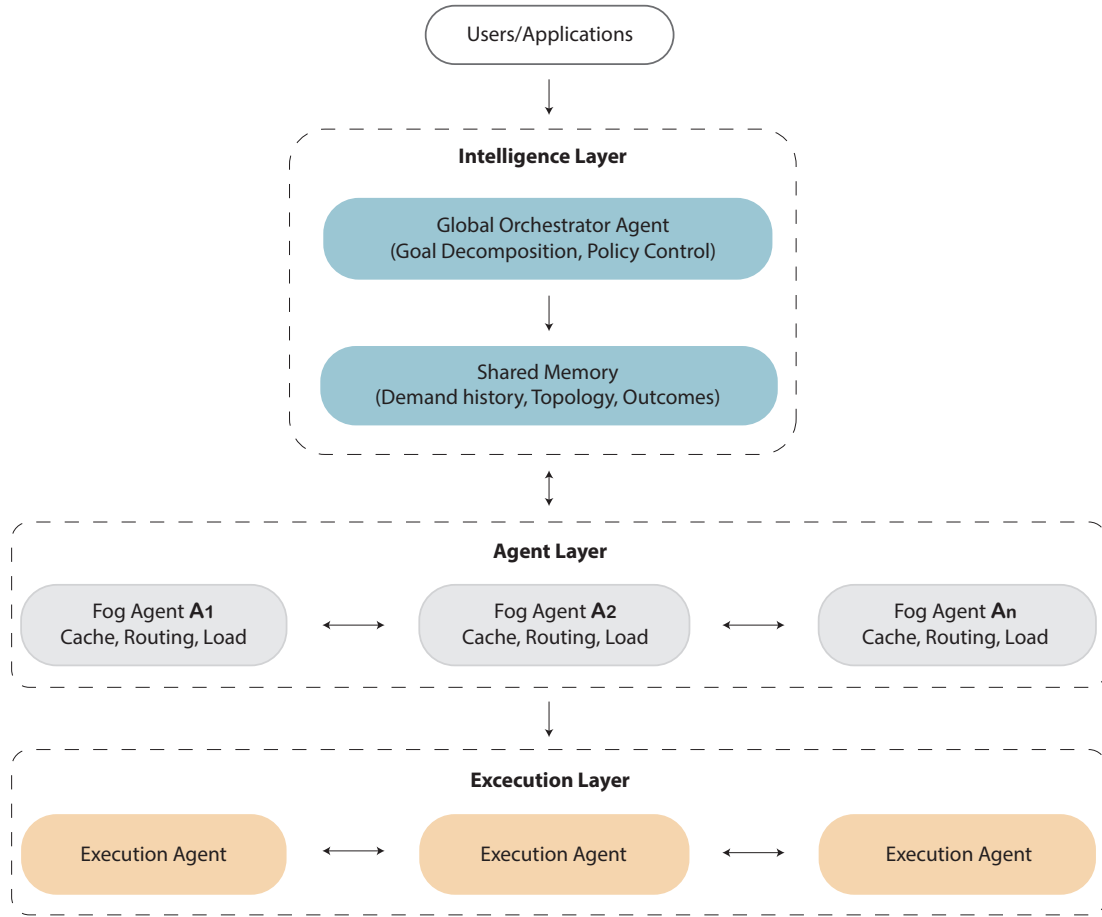 Users/Applications
Intelligence Layer
Global Orchestrator Agent
(Goal Decomposition, Policy Control)
Shared Memory
(Demand history, Topology, Outcomes)
Agent Layer
Fog Agent A1
Cache, Routing, Load
Fog Agent A2
Cache, Routing, Load
Fog Agent An
Cache, Routing, Load
Excecution Layer
Execution Agent
Execution Agent
Execution Agent